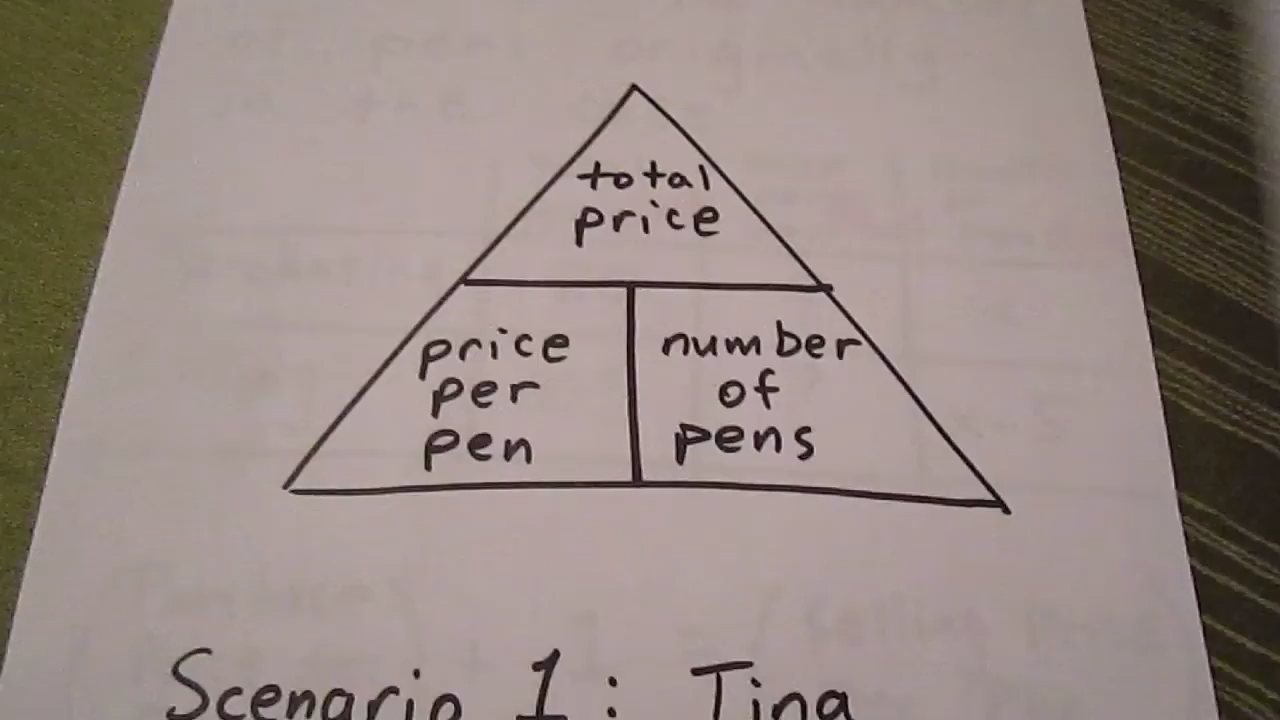 total
price
price
per
pen
number
of
pens
Scenario 1: Tina